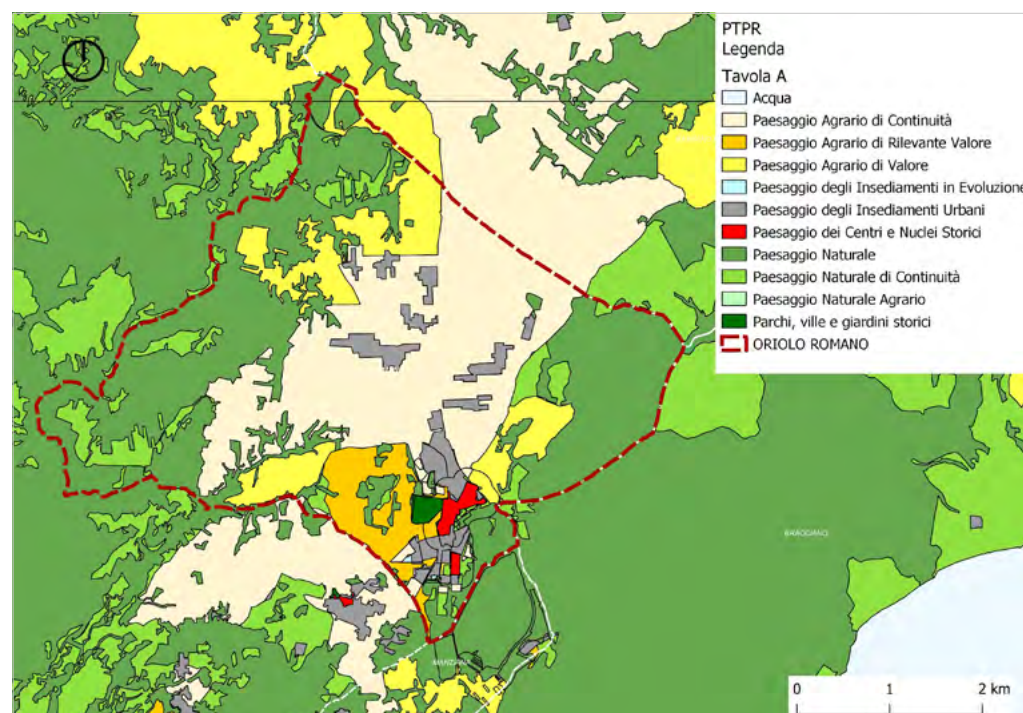 PTPR
Legenda
Tavola A
Acqua
Paesaggio Agrario di Continuità
Paesaggio Agrario di Rilevante Valore
Paesaggio Agrario di Valore
Paesaggio degli Insediamenti in Evoluzione
Paesaggio degli Insediamenti Urbani
Paesaggio dei Centri e Nuclei Storici
Paesaggio Naturale
Paesaggio Naturale di Continuità
Paesaggio Naturale Agrario
Parchi, ville e giardini storici
ORIOLO ROMANO
BRACCIANO
MANZIANA
0 1 2 km